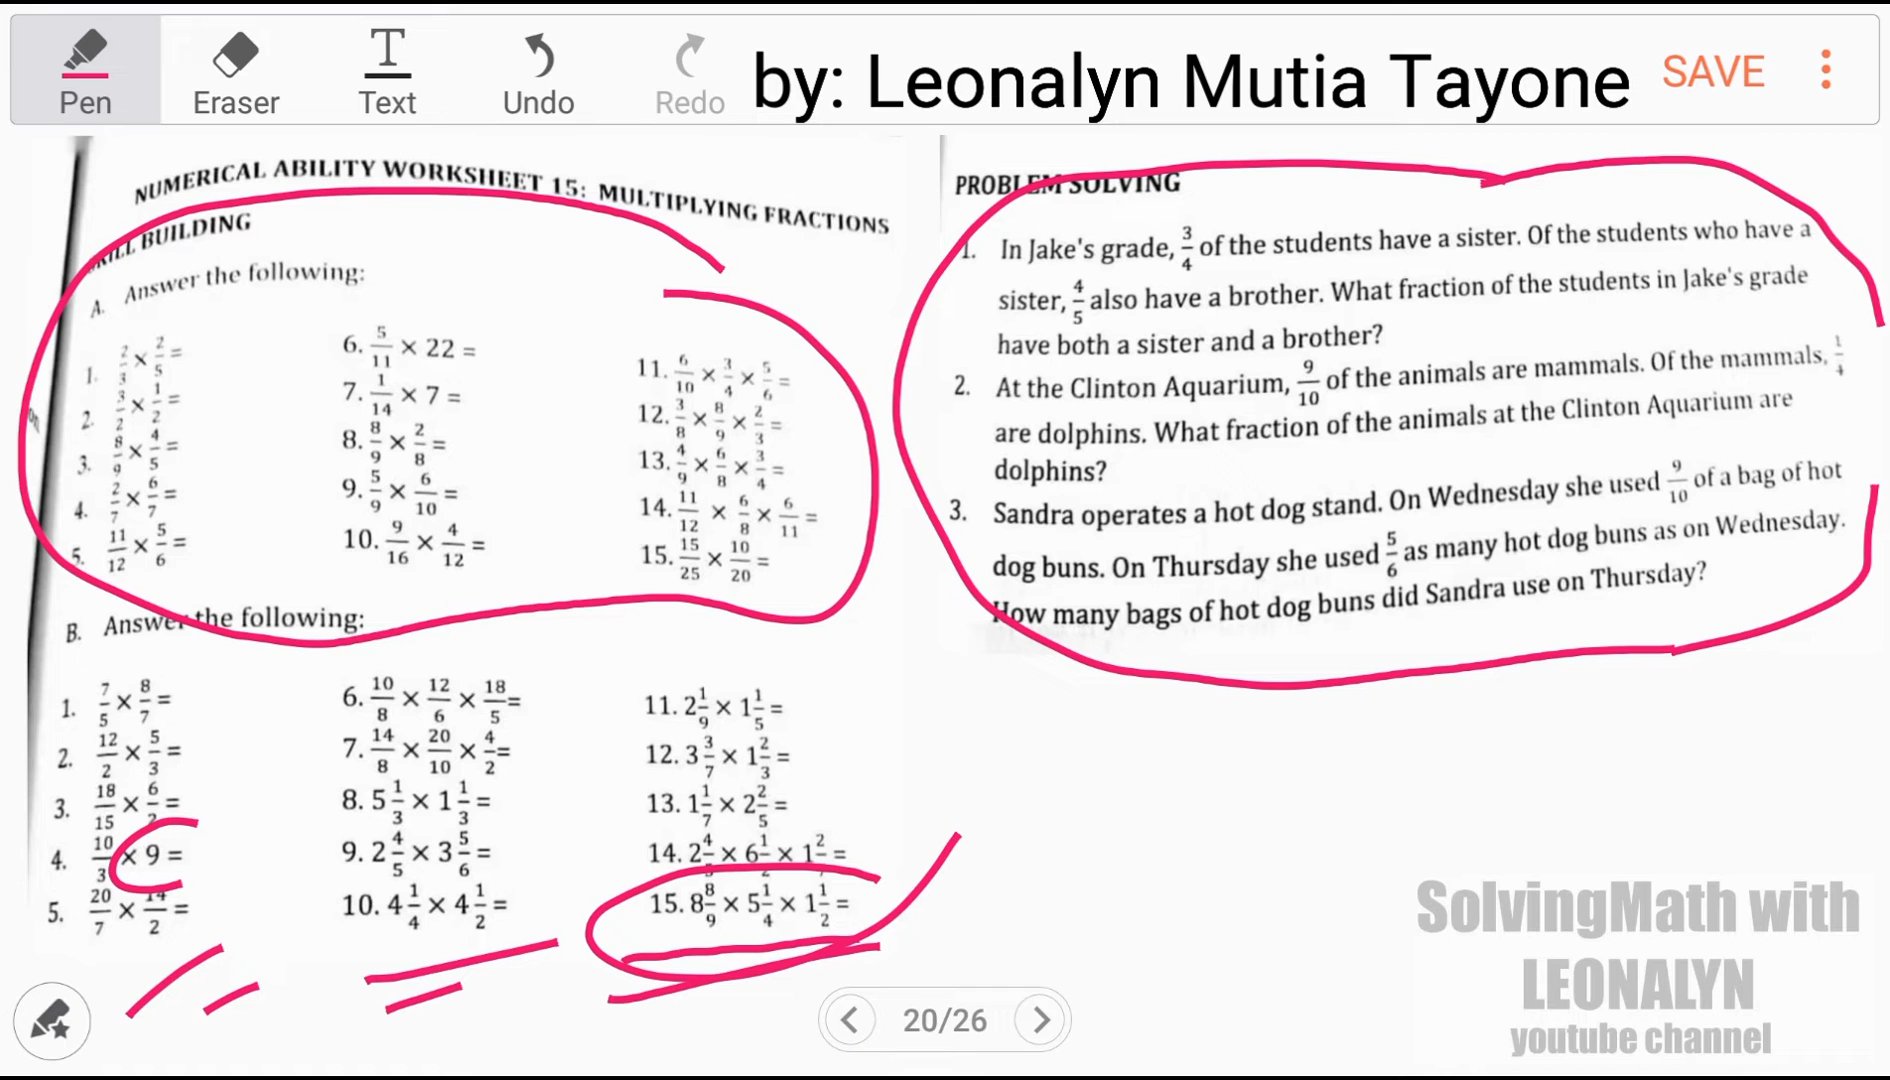 Pen
Eraser
Text
Undo
Redo
by: Leonalyn Mutia Tayone
SAVE
NUMERICAL ABILITY WORKSHEET 15: MULTIPLYING FRACTIONS
SKILL BUILDING
A. Answer the following:
1. 2/3 × 2/5 =
2. 3/2 × 1/2 =
3. 8/9 × 4/5 =
4. 2/7 × 6/7 =
5. 11/12 × 5/6 =
6. 5/11 × 22 =
7. 1/14 × 7 =
8. 8/9 × 2/8 =
9. 5/9 × 6/10 =
10. 9/16 × 4/12 =
11. 6/10 × 3/4 × 5/6 =
12. 3/8 × 8/9 × 2/3 =
13. 4/9 × 6/8 × 3/4 =
14. 11/12 × 6/8 × 6/11 =
15. 15/25 × 10/20 =
B. Answer the following:
1. 7/5 × 8/7 =
2. 12/2 × 5/3 =
3. 18/15 × 6/2 =
4. 10/3 × 9 =
5. 20/7 × 14/2 =
6. 10/8 × 12/6 × 18/5 =
7. 14/8 × 20/10 × 4/2 =
8. 5 1/3 × 1 1/3 =
9. 2 4/5 × 3 5/6 =
10. 4 1/4 × 4 1/2 =
11. 2 1/9 × 1 1/5 =
12. 3 3/7 × 1 2/3 =
13. 1 1/7 × 2 2/5 =
14. × 6 1/2 ×
15. 8 8/9 × 5 1/4 × 1 1/2 =
PROBLEM SOLVING
1. In Jake's grade, 3/4 of the students have a sister. Of the students who have a
sister, 4/5 also have a brother. What fraction of the students in Jake's grade
have both a sister and a brother?
2. At the Clinton Aquarium, 9/10 of the animals are mammals. Of the mammals, 1/4
are dolphins. What fraction of the animals at the Clinton Aquarium are
dolphins?
3. Sandra operates a hot dog stand. On Wednesday she used 9/10 of a bag of hot
dog buns. On Thursday she used 5/6 as many hot dog buns as on Wednesday.
How many bags of hot dog buns did Sandra use on Thursday?
20/26
SolvingMath with
LEONALYN
youtube channel